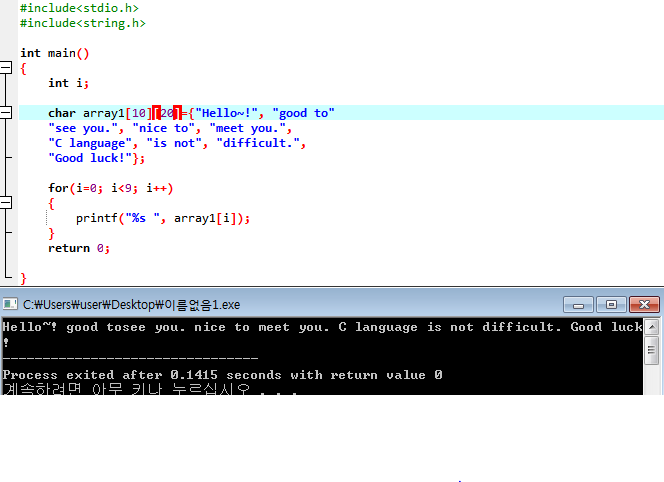 #include<stdio.h>
#include<string.h>
int main()
{
int i;
char array1[10][20]={"Hello~!", "good to"
"see you.", "nice to", "meet you.",
"C language", "is not", "difficult.",
"Good luck!"};
for(i=0; i<9; i++)
{
printf("%s ", array1[i]);
}
return 0;
}
C:₩Users₩user₩Desktop₩이름없음1.exe
Hello~! good tosee you. nice to meet you. C language is not difficult. Good luck
!
--------------------------------
Process exited after 0.1415 seconds with return value 0
계속하려면 아무 키나 누르십시오 . . .